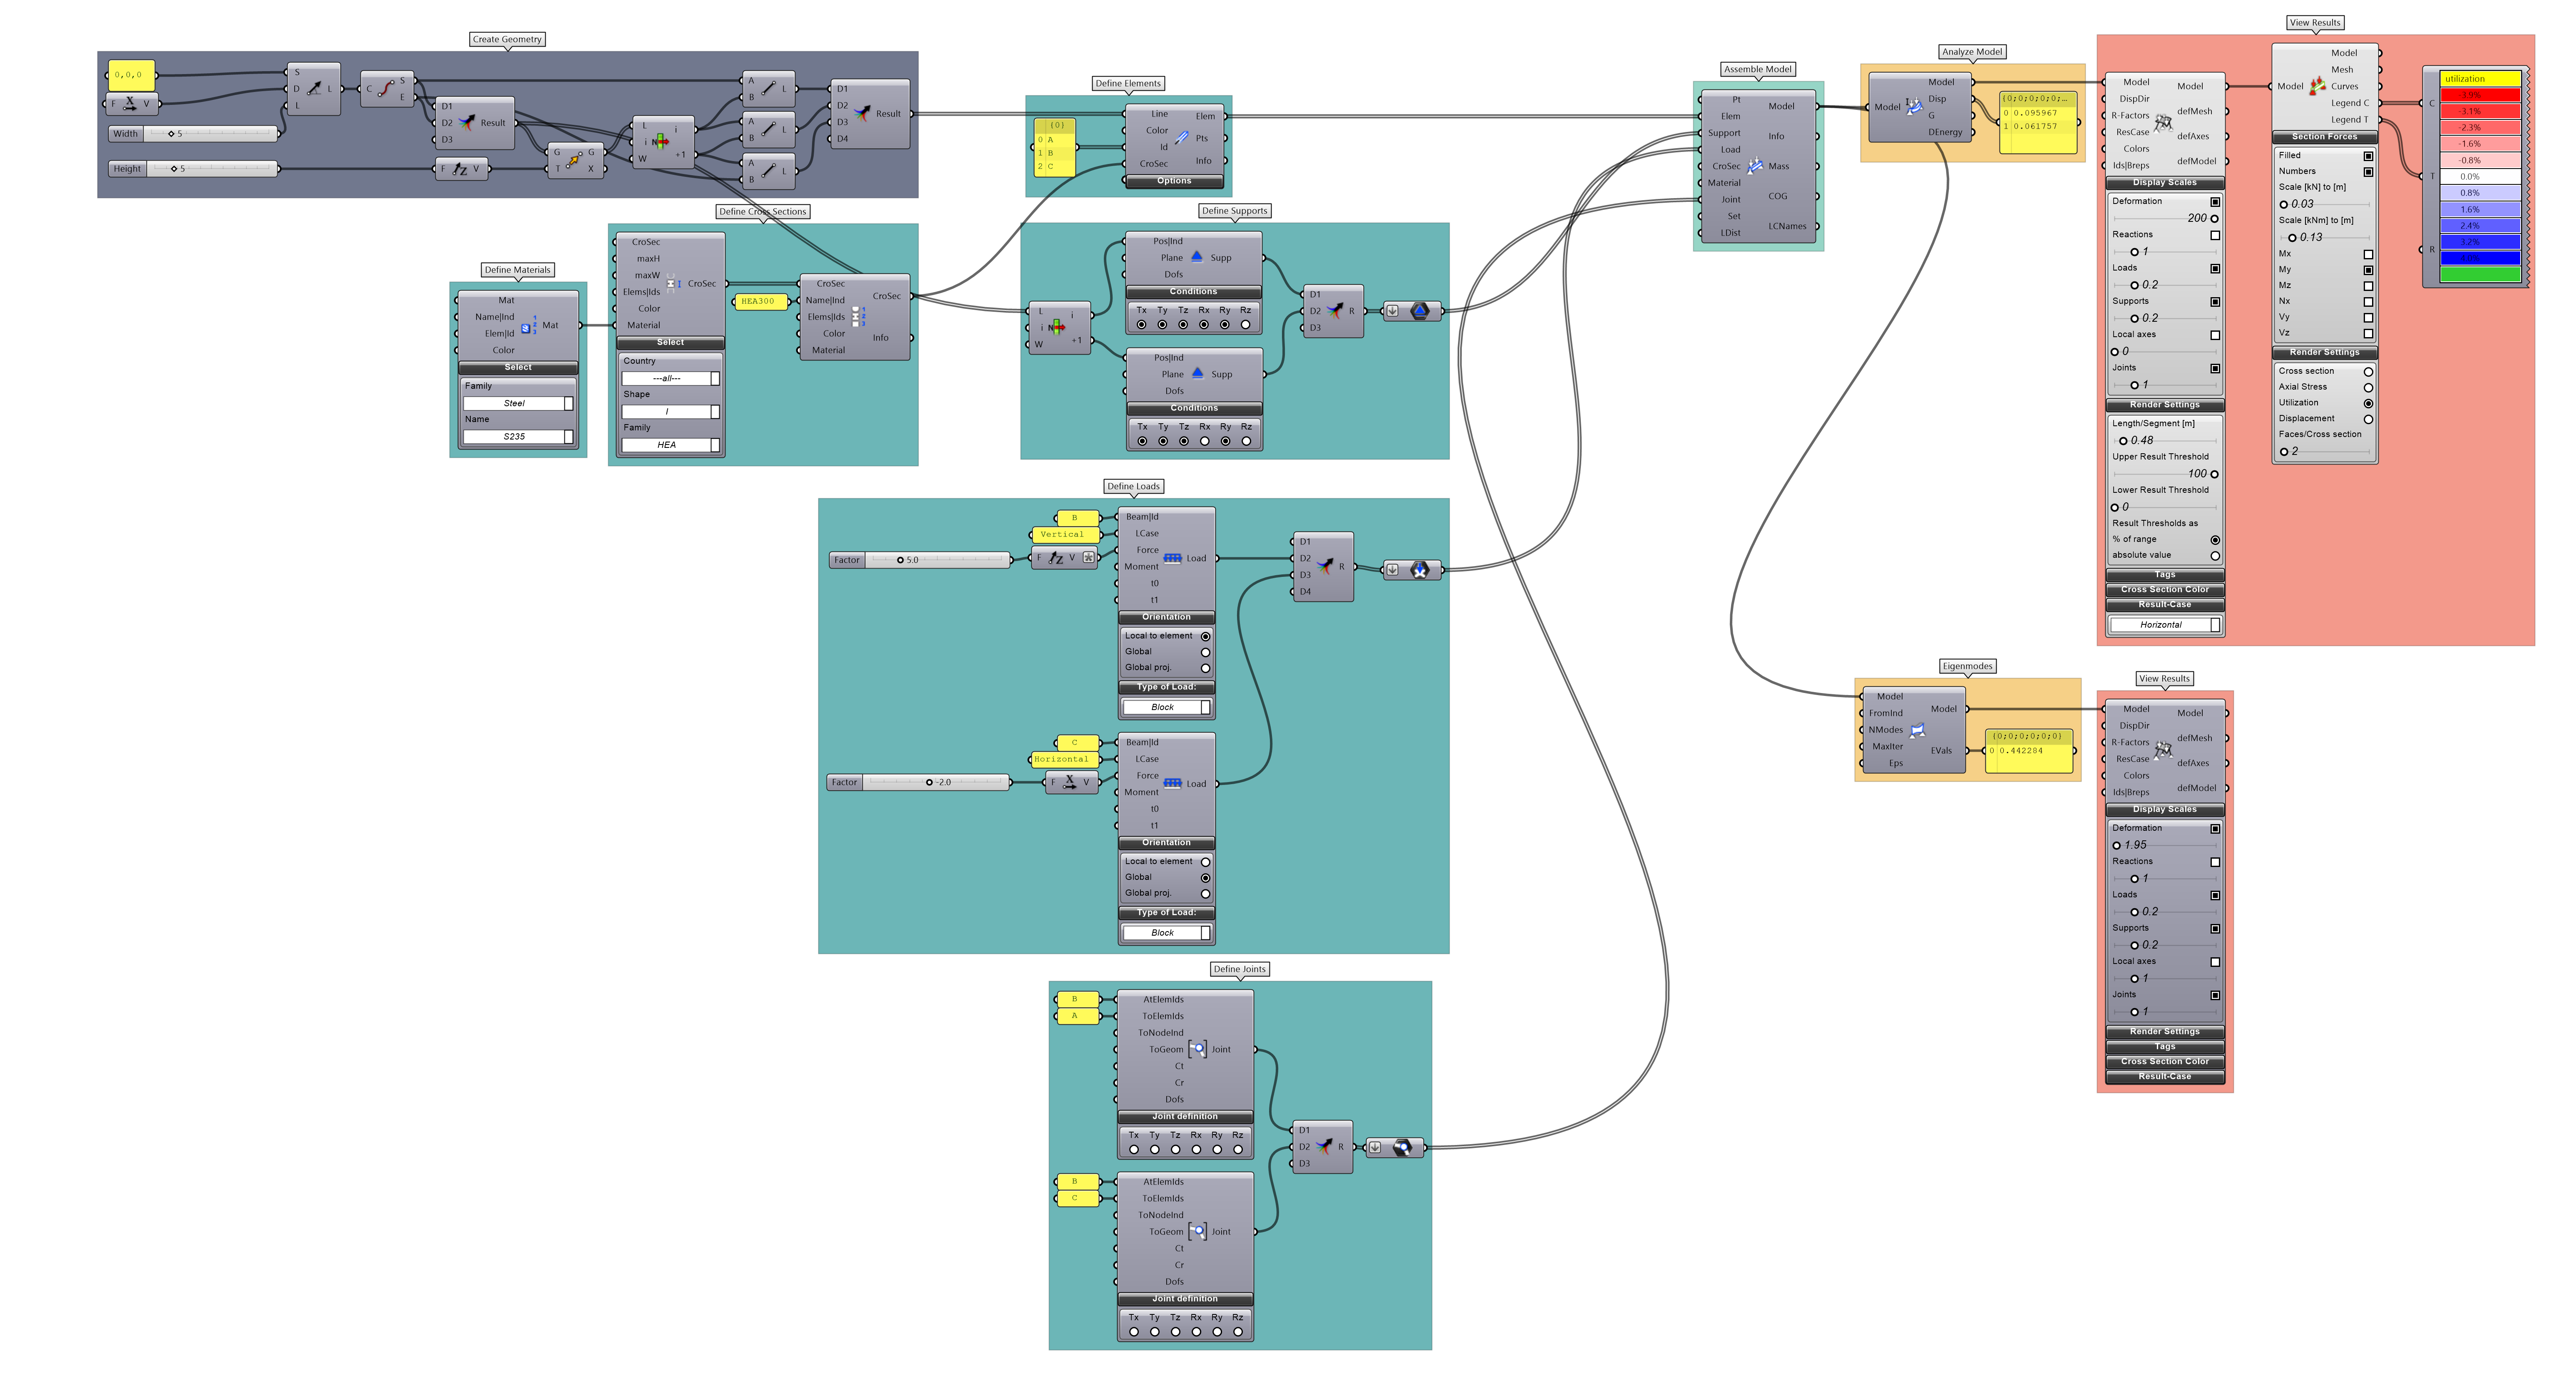 Create Geometry
0,0,0
F X V
Width 5
Height 5
S
D L
L
C S
E
D1
D2 Result
D3
F Z V
G G
T X
L i
i N
W +1
A L
B
A L
B
A L
B
D1
D2 Result
D3
D4
Define Elements
{0}
0 A
1 B
2 C
Line Elem
Color
Id Pts
CroSec Info
Options
Define Materials
Mat
Name|Ind
Elem|Id Mat
Color
Select
Family
Steel
Name
S235
Define Cross Sections
CroSec
maxH
maxW
Elems|Ids CroSec
Color
Material
Select
Country
---all---
Shape
I
Family
HEA
HEA300
CroSec
Name|Ind CroSec
Elems|Ids
Color Info
Material
Define Supports
L i
i N
W +1
Pos|Ind
Plane Supp
Dofs
Conditions
Tx Ty Tz Rx Ry Rz
Pos|Ind
Plane Supp
Dofs
Conditions
Tx Ty Tz Rx Ry Rz
D1
D2 R
D3
Define Loads
B
Vertical
Factor 5.0
F Z V
Beam|Id
LCase
Force
Moment Load
t0
t1
Orientation
Local to element
Global
Global proj.
Type of Load:
Block
C
Horizontal
Factor -2.0
F X V
Beam|Id
LCase
Force
Moment Load
t0
t1
Orientation
Local to element
Global
Global proj.
Type of Load:
Block
D1
D2
D3 R
D4
Define Joints
B
A
AtElemIds
ToElemIds
ToNodeInd
ToGeom Joint
Ct
Cr
Dofs
Joint definition
Tx Ty Tz Rx Ry Rz
B
C
AtElemIds
ToElemIds
ToNodeInd
ToGeom Joint
Ct
Cr
Dofs
Joint definition
Tx Ty Tz Rx Ry Rz
D1
D2 R
D3
Assemble Model
Pt Model
Elem
Support Info
Load
CroSec Mass
Material
Joint COG
Set
LDist LCNames
Analyze Model
Model
Model Disp
G
DEnergy
{0;0;0;0;0;...
0 0.095967
1 0.061757
View Results
Model Model
DispDir
R-Factors defMesh
ResCase defAxes
Colors
Ids|Breps defModel
Display Scales
Deformation
200
Reactions
1
Loads
0.2
Supports
0.2
Local axes
0
Joints
1
Render Settings
Length/Segment [m]
0.48
Upper Result Threshold
100
Lower Result Threshold
0
Result Thresholds as
% of range
absolute value
Tags
Cross Section Color
Result-Case
Horizontal
Model
Mesh
Model Curves
Legend C
Legend T
Section Forces
Filled
Numbers
Scale [kN] to [m]
0.03
Scale [kNm] to [m]
0.13
Mx
My
Mz
Nx
Vy
Vz
Render Settings
Cross section
Axial Stress
Utilization
Displacement
Faces/Cross section
2
C
T
R
utilization
-3.9%
-3.1%
-2.3%
-1.6%
-0.8%
0.0%
0.8%
1.6%
2.4%
3.2%
Eigenmodes
Model
FromInd Model
NModes
MaxIter EVals
Eps
{0;0;0;0;0;0}
0 0.442284
View Results
Model Model
DispDir
R-Factors defMesh
ResCase defAxes
Colors
Ids|Breps defModel
Display Scales
Deformation
1.95
Reactions
1
Loads
0.2
Supports
0.2
Local axes
1
Joints
1
Render Settings
Tags
Cross Section Color
Result-Case